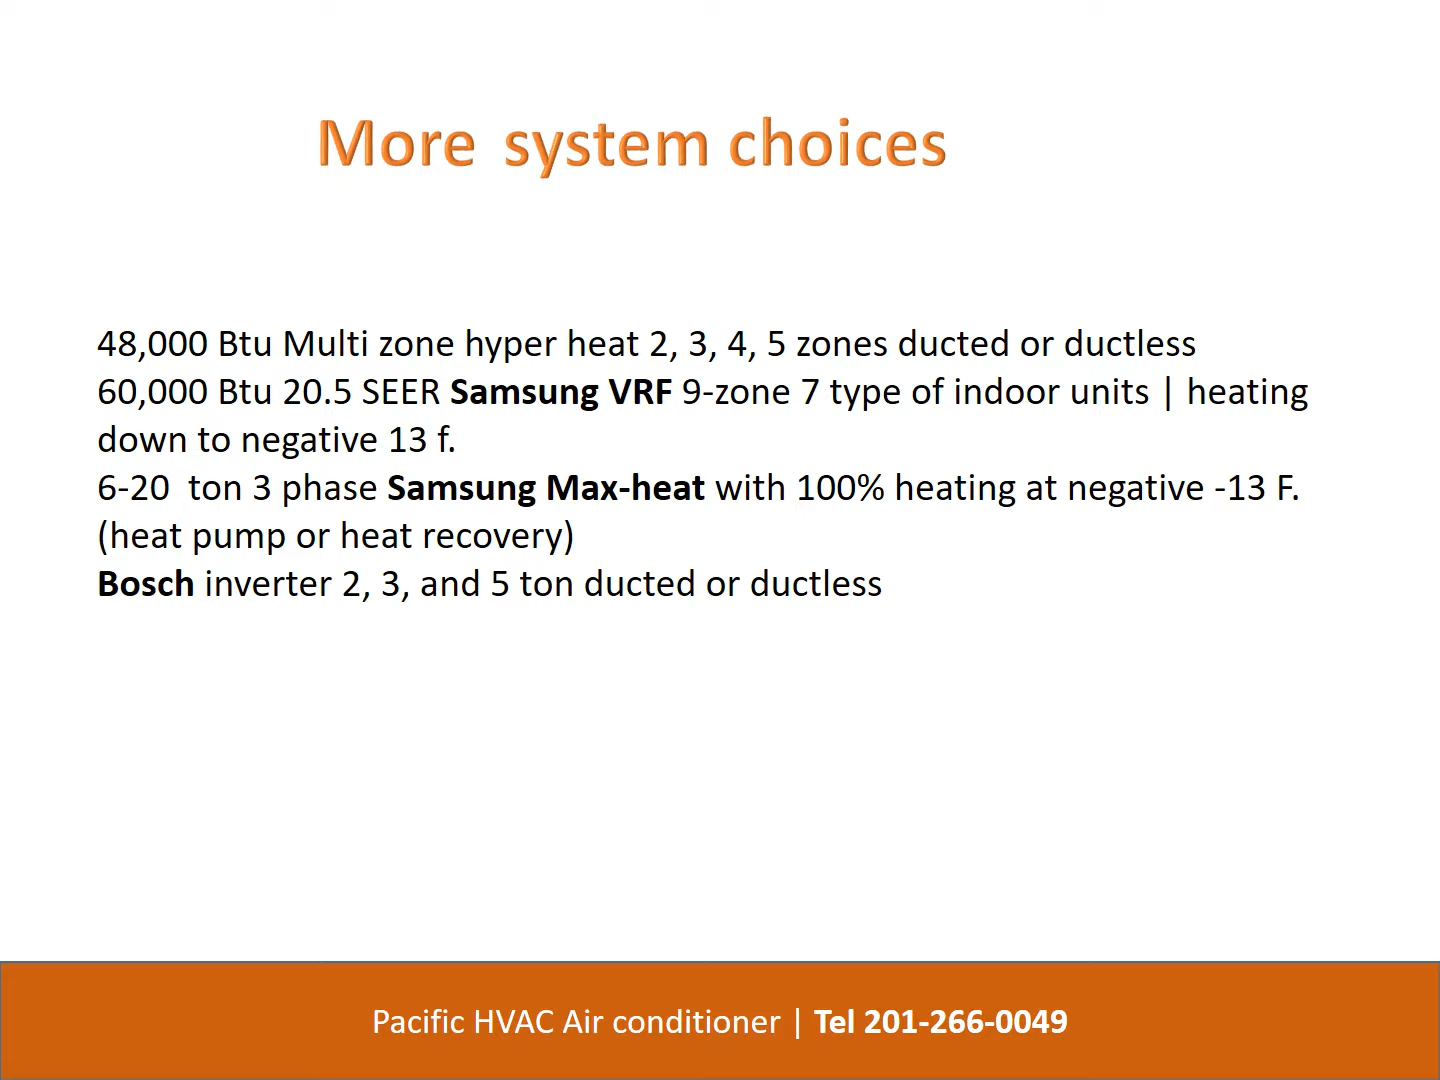 More system choices
48,000 Btu Multi zone hyper heat 2, 3, 4, 5 zones ducted or ductless
60,000 Btu 20.5 SEER Samsung VRF 9-zone 7 type of indoor units | heating
down to negative 13 f.
6-20 ton 3 phase Samsung Max-heat with 100% heating at negative -13 F.
(heat pump or heat recovery)
Bosch inverter 2, 3, and 5 ton ducted or ductless
Pacific HVAC Air conditioner | Tel 201-266-0049